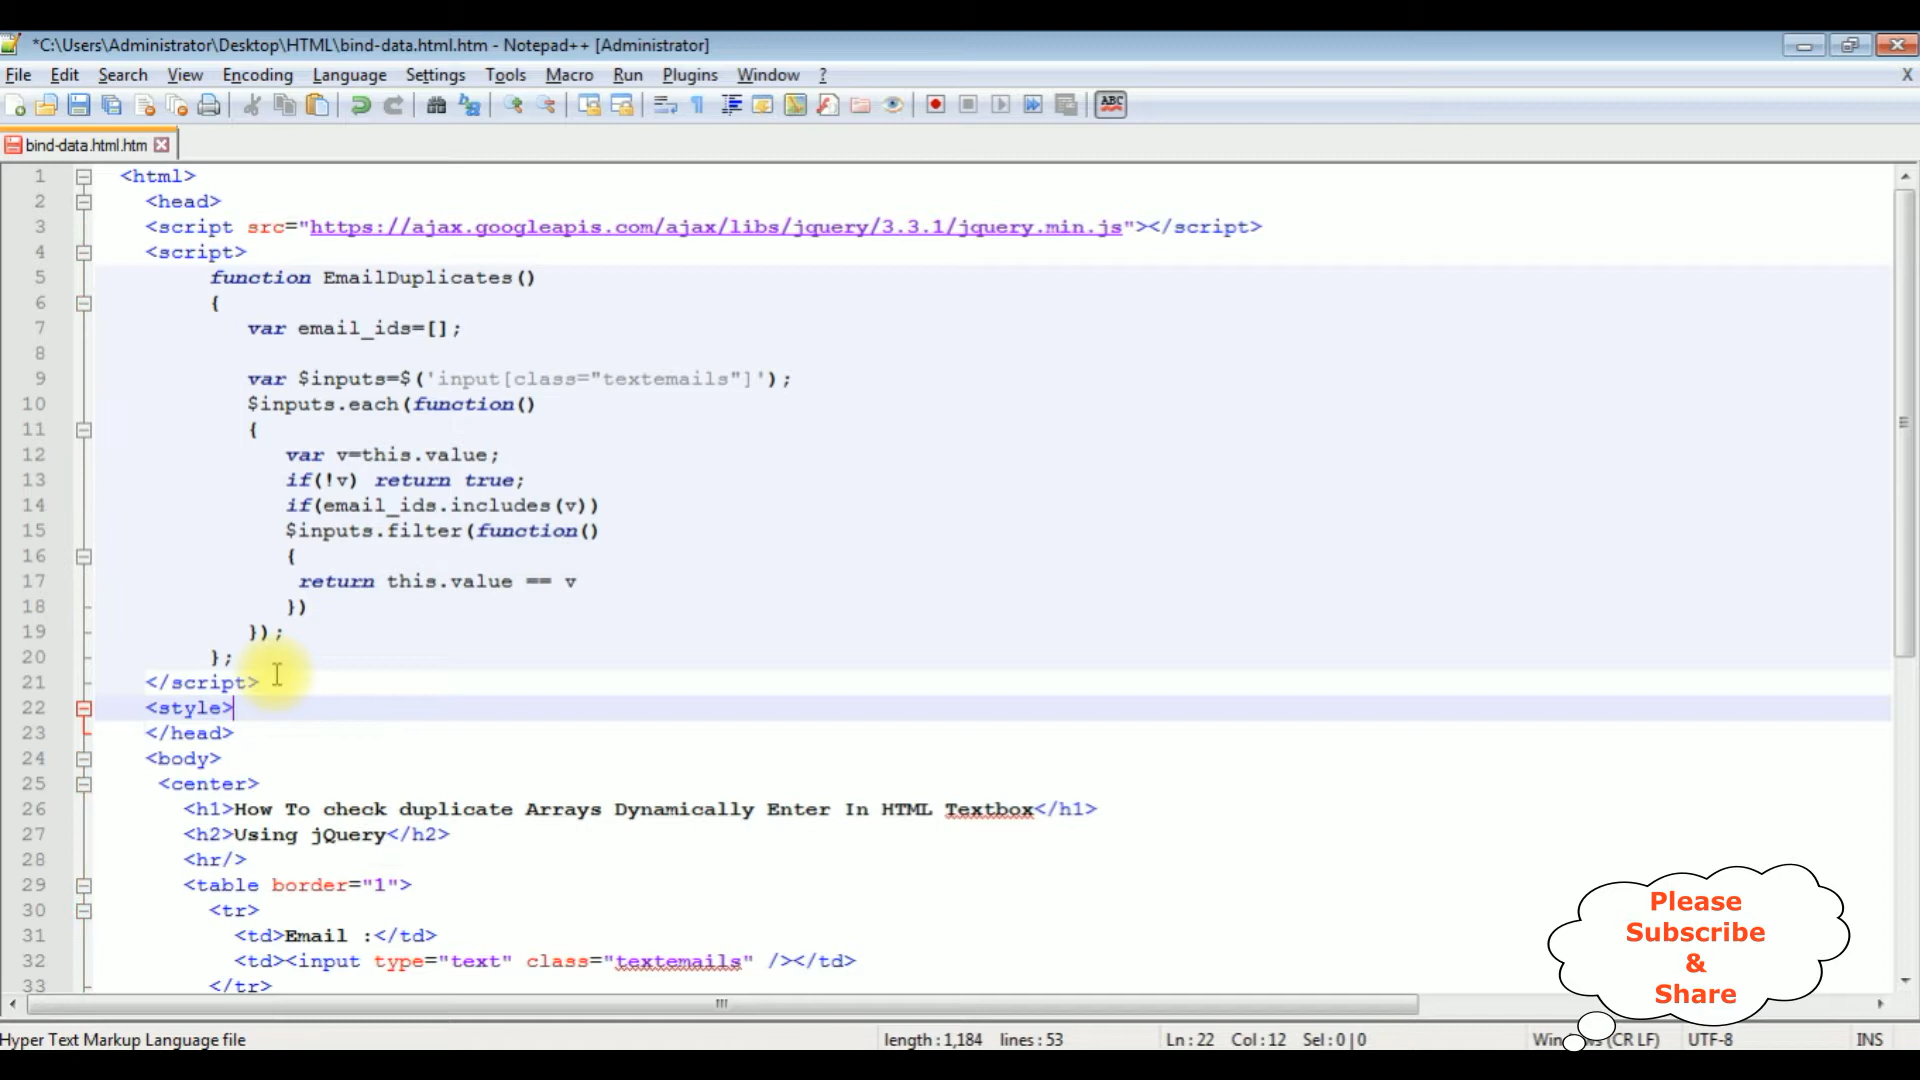 *C:\Users\Administrator\Desktop\HTML\bind-data.html.htm - Notepad++ [Administrator]
File Edit Search View Encoding Language Settings Tools Macro Run Plugins Window ? X
ABC
bind-data.html.htm
1 <html>
2 <head>
3 <script src="https://ajax.googleapis.com/ajax/libs/jquery/3.3.1/jquery.min.js"></script>
4 <script>
5 function EmailDuplicates()
6 {
7 var email_ids=[];
8
9 var $inputs=$('input[class="textemails"]');
10 $inputs.each(function()
11 {
12 var v=this.value;
13 if(!v) return true;
14 if(email_ids.includes(v))
15 $inputs.filter(function()
16 {
17 return this.value == v
18 })
19 });
20 };
21 </script>
22 <style>
23 </head>
24 <body>
25 <center>
26 <h1>How To check duplicate Arrays Dynamically Enter In HTML Textbox</h1>
27 <h2>Using jQuery</h2>
28 <hr/>
29 <table border="1">
30 <tr>
31 <td>Email :</td>
32 <td><input type="text" class="textemails" /></td>
33 </tr>
Please
Subscribe
&
Share
Hyper Text Markup Language file length : 1,184 lines : 53 Ln : 22 Col : 12 Sel : 0 | 0 (CR LF) UTF-8 INS